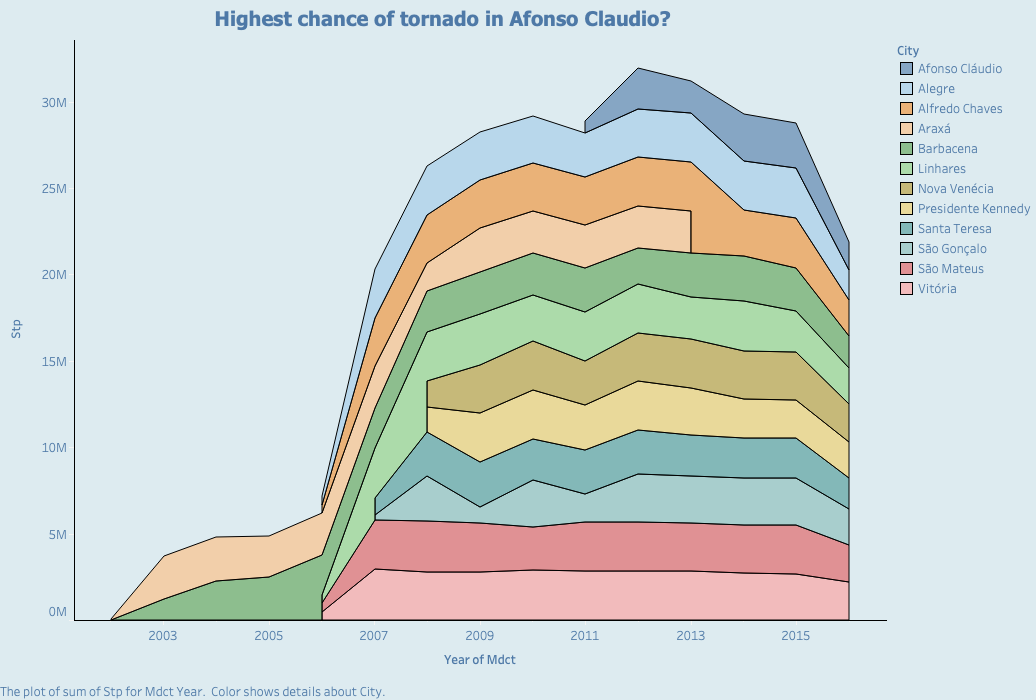 Highest chance of tornado in Afonso Claudio?
City
Afonso Cláudio
Alegre
Alfredo Chaves
Araxá
Barbacena
Linhares
Nova Venécia
Presidente Kennedy
Santa Teresa
São Gonçalo
São Mateus
Vitória
30M
25M
20M
15M
10M
5M
0M
Stp
2003 2005 2007 2009 2011 2013 2015
Year of Mdct
The plot of sum of Stp for Mdct Year. Color shows details about City.